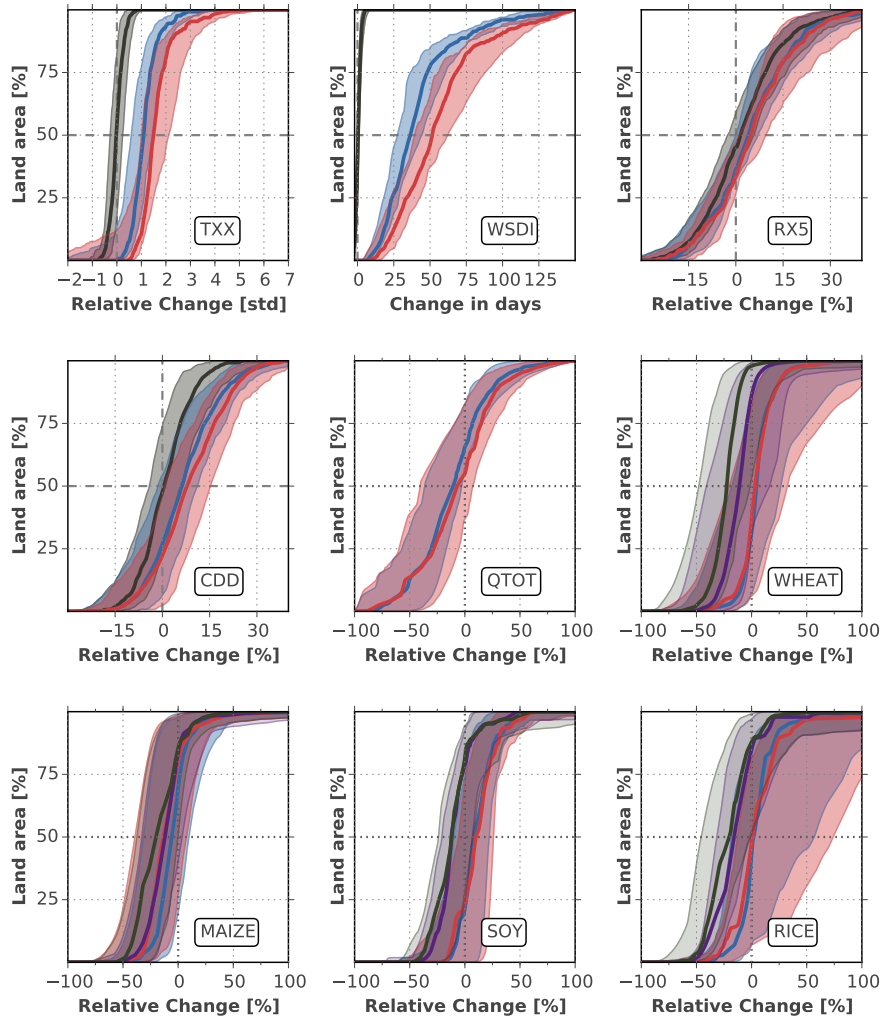 Land area [%]
75
50
25
TXX
−2 −1 0 1 2 3 4 5 6 7
Relative Change [std]
Land area [%]
75
50
25
WSDI
0 25 50 75 100 125
Change in days
Land area [%]
75
50
25
RX5
−15 0 15 30
Relative Change [%]
Land area [%]
75
50
25
CDD
−15 0 15 30
Relative Change [%]
Land area [%]
75
50
25
QTOT
−100 −50 0 50 100
Relative Change [%]
Land area [%]
75
50
25
WHEAT
−100 −50 0 50 100
Relative Change [%]
Land area [%]
75
50
25
MAIZE
−100 −50 0 50 100
Relative Change [%]
Land area [%]
75
50
25
SOY
−100 −50 0 50 100
Relative Change [%]
Land area [%]
75
50
25
RICE
−100 −50 0 50 100
Relative Change [%]